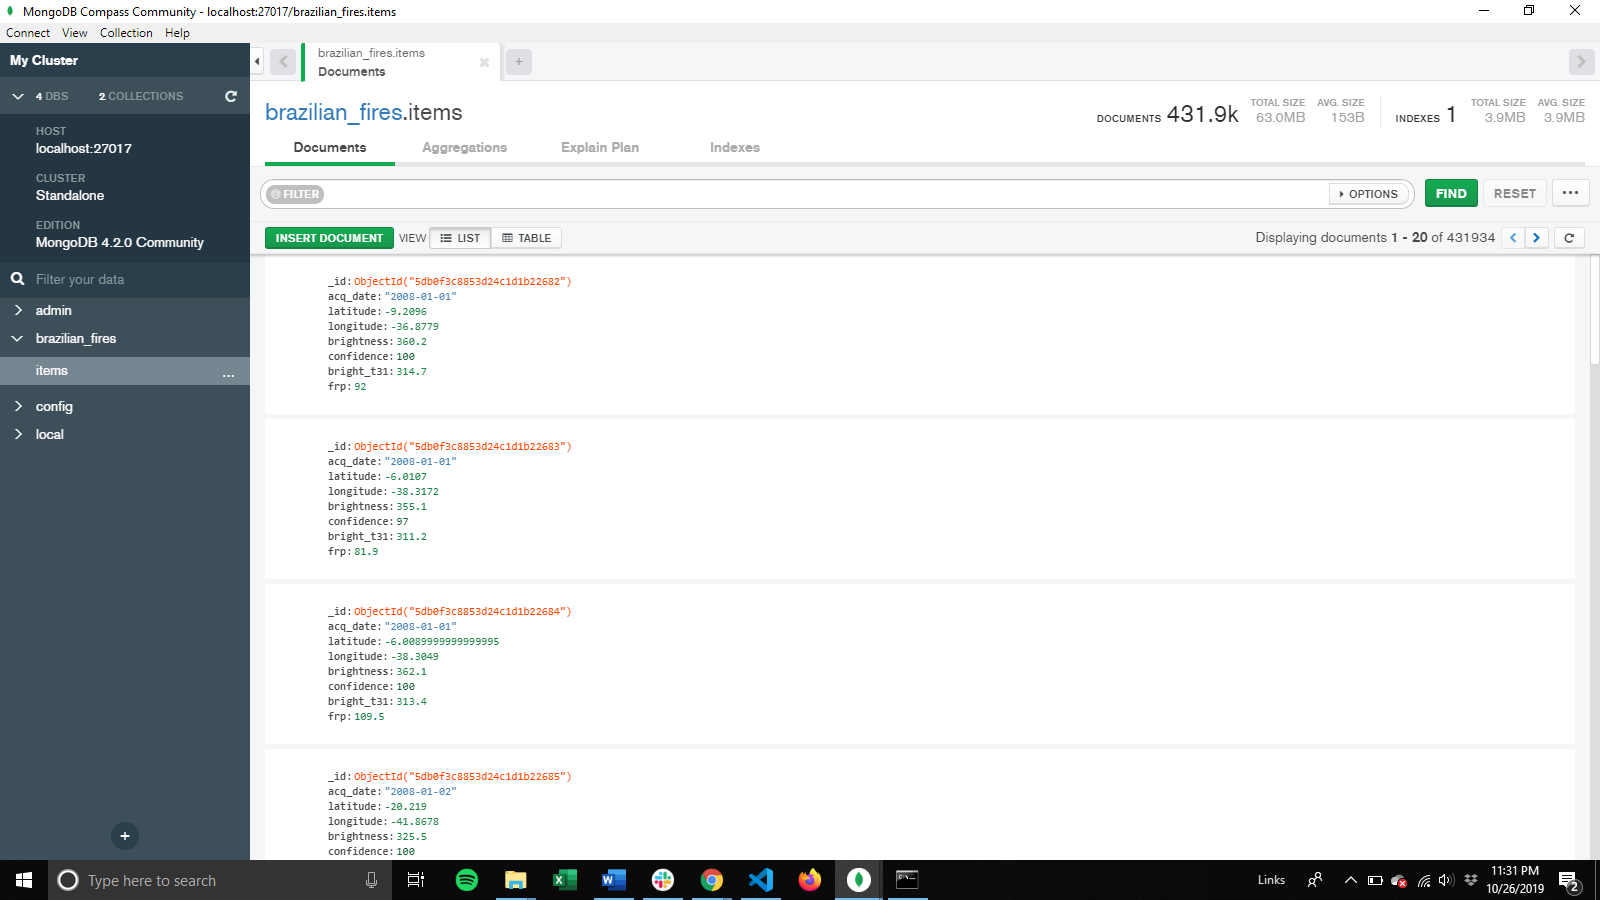 MongoDB Compass Community - localhost:27017/brazilian_fires.items
Connect View Collection Help
My Cluster
4 DBS 2 COLLECTIONS
HOST
localhost:27017
CLUSTER
Standalone
EDITION
MongoDB 4.2.0 Community
Filter your data
admin
brazilian_fires
items ...
config
local
brazilian_fires.items
Documents
brazilian_fires.items
DOCUMENTS 431.9k TOTAL SIZE 63.0MB AVG. SIZE 153B INDEXES 1 TOTAL SIZE 3.9MB AVG. SIZE 3.9MB
Documents Aggregations Explain Plan Indexes
FILTER OPTIONS FIND RESET ...
INSERT DOCUMENT VIEW LIST TABLE Displaying documents 1 - 20 of 431934
_id: ObjectId("5db0f3c8853d24c1d1b22682")
acq_date: "2008-01-01"
latitude: -9.2096
longitude: -36.8779
brightness: 360.2
confidence: 100
bright_t31: 314.7
frp: 92
_id: ObjectId("5db0f3c8853d24c1d1b22683")
acq_date: "2008-01-01"
latitude: -6.0107
longitude: -38.3172
brightness: 355.1
confidence: 97
bright_t31: 311.2
frp: 81.9
_id: ObjectId("5db0f3c8853d24c1d1b22684")
acq_date: "2008-01-01"
latitude: -6.0089999999999995
longitude: -38.3049
brightness: 362.1
confidence: 100
bright_t31: 313.4
frp: 109.5
_id: ObjectId("5db0f3c8853d24c1d1b22685")
acq_date: "2008-01-02"
latitude: -20.219
longitude: -41.8678
brightness: 325.5
confidence: 100
Type here to search
Links
11:31 PM
10/26/2019
2